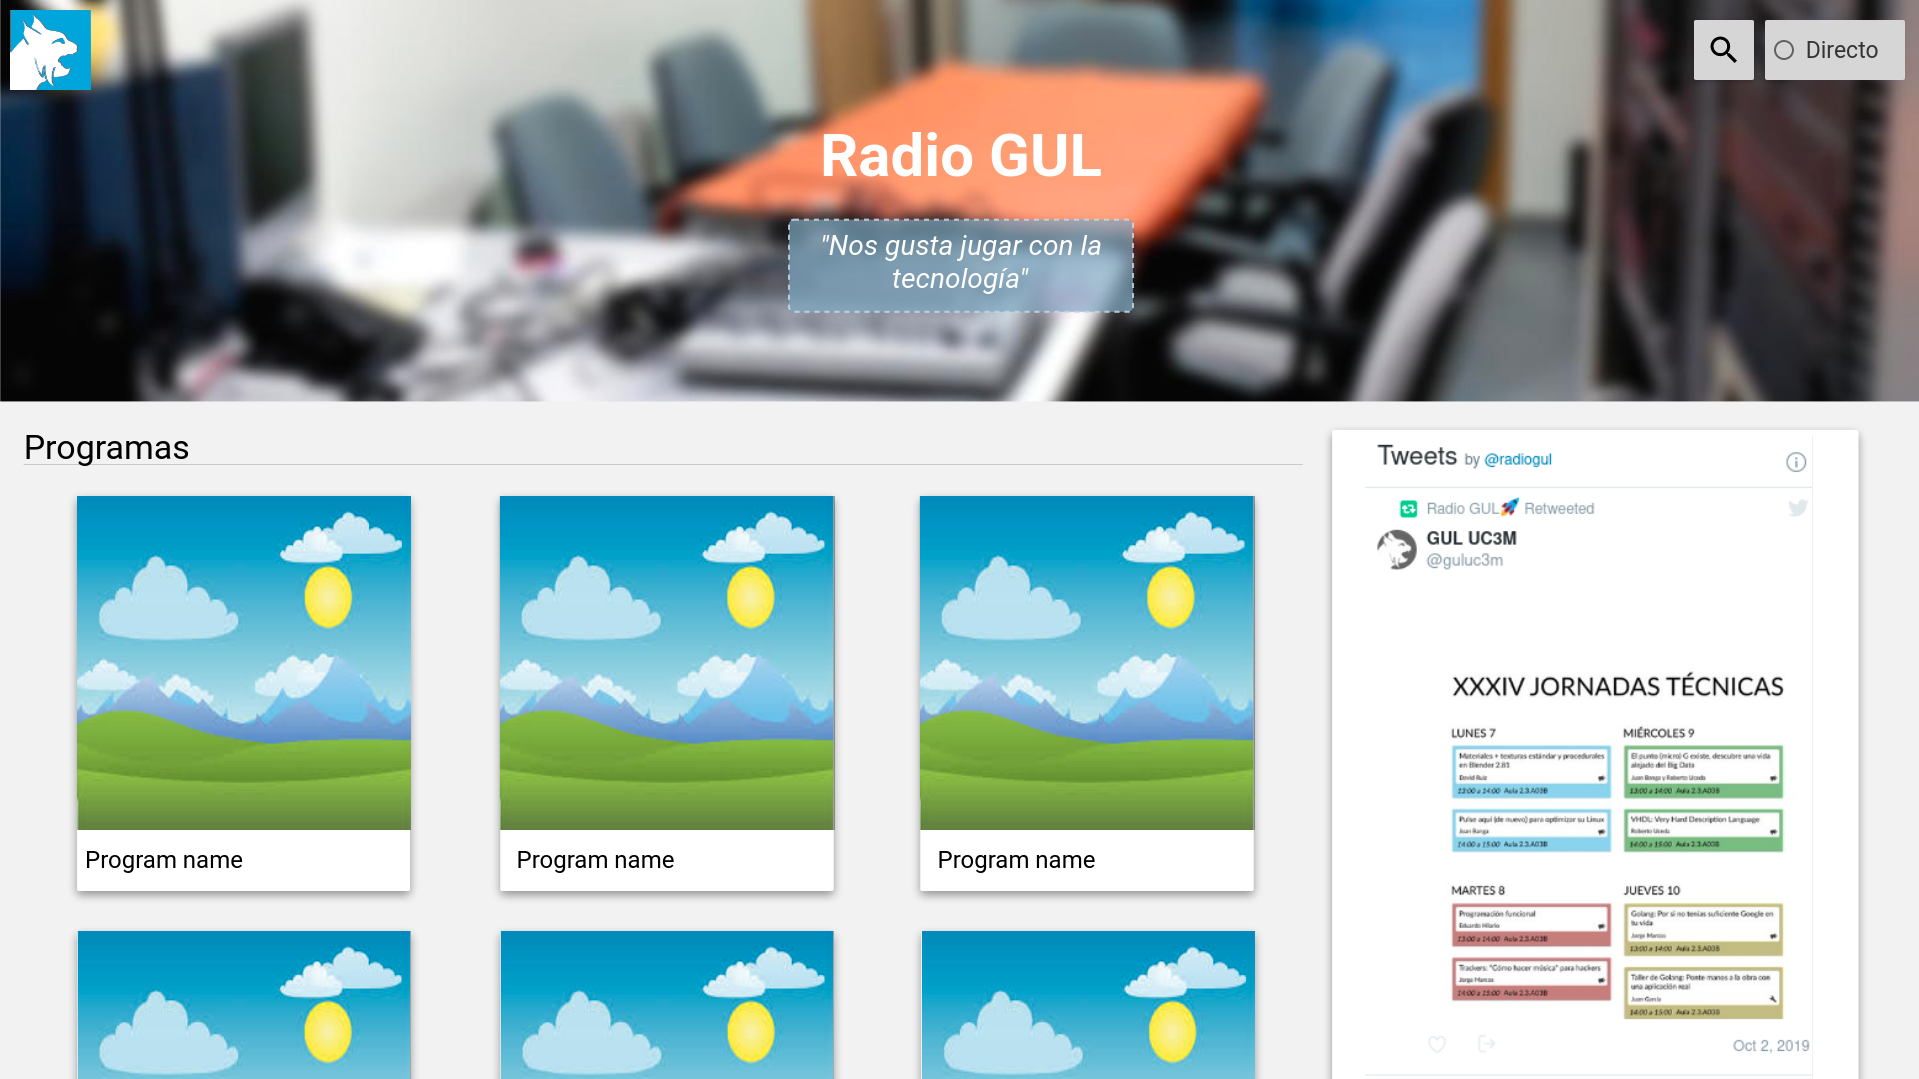 Directo
Radio GUL
"Nos gusta jugar con la
tecnología"
Programas
Program name
Program name
Program name
Tweets by @radiogul
Radio GUL🚀 Retweeted
GUL UC3M
@guluc3m
XXXIV JORNADAS TÉCNICAS
LUNES 7
Materiales + texturas estándar y procedurales
en Blender 2.81
David Ruiz
13:00 a 14:00 Aula 2.3.A03B
Pulse aquí (de nuevo) para optimizar su Linux
Juan Banga
14:00 a 15:00 Aula 2.3.A03B
MIÉRCOLES 9
El punto (micro) G existe, descubre una vida
alejado del Big Data
Juan Banga y Roberto Uceda
13:00 a 14:00 Aula 2.3.A03B
VHDL: Very Hard Description Language
Roberto Uceda
14:00 a 15:00 Aula 2.3.A03B
MARTES 8
Programación funcional
Eduardo Hilario
13:00 a 14:00 Aula 2.3.A03B
Trackers: "Cómo hacer música" para hackers
Jorge Marcos
14:00 a 15:00 Aula 2.3.A03B
JUEVES 10
Golang: Por si no tenías suficiente Google en
tu vida
Jorge Marcos
13:00 a 14:00 Aula 2.3.A03B
Taller de Golang: Ponte manos a la obra con
una aplicación real
Juan García
14:00 a 15:00 Aula 2.3.A03B
Oct 2, 2019